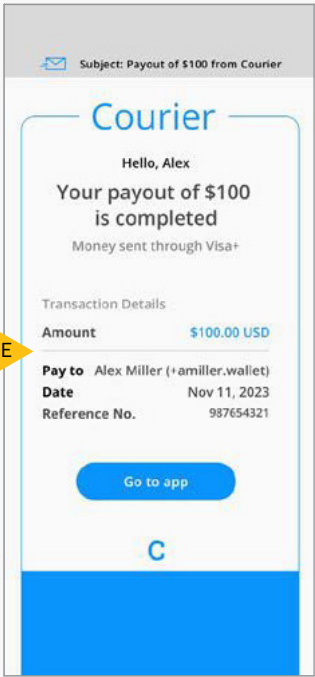 Subject: Payout of $100 from Courier
Courier
Hello, Alex
Your payout of $100
is completed
Money sent through Visa+
Transaction Details
Amount $100.00 USD
E
Pay to Alex Miller (+amiller.wallet)
Date Nov 11, 2023
Reference No. 987654321
Go to app
C